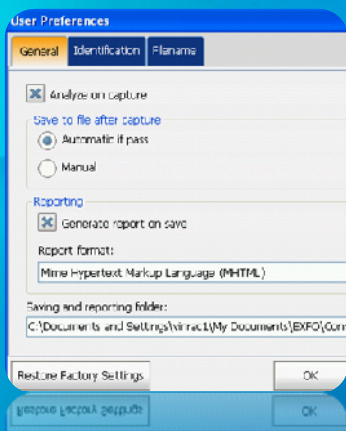 User Preferences
General Identification Filename
Analyze on capture
Save to file after capture
Automatic if pass
Manual
Reporting
Generate report on save
Report format:
Mime Hypertext Markup Language (MHTML)
Saving and reporting folder:
C:\Documents and Settings\vinrac1\My Documents\EXFO\Con
Restore Factory Settings OK